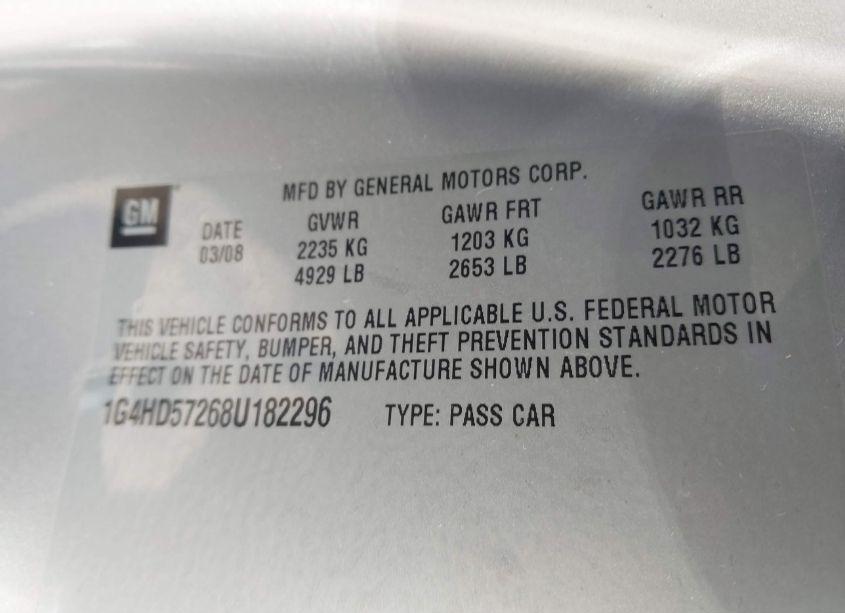 MFD BY GENERAL MOTORS CORP.
GM
DATE GVWR GAWR FRT GAWR RR
03/08 2235 KG 1203 KG 1032 KG
4929 LB 2653 LB 2276 LB
THIS VEHICLE CONFORMS TO ALL APPLICABLE U.S. FEDERAL MOTOR
VEHICLE SAFETY, BUMPER, AND THEFT PREVENTION STANDARDS IN
EFFECT ON THE DATE OF MANUFACTURE SHOWN ABOVE.
1G4HD57268U182296 TYPE: PASS CAR